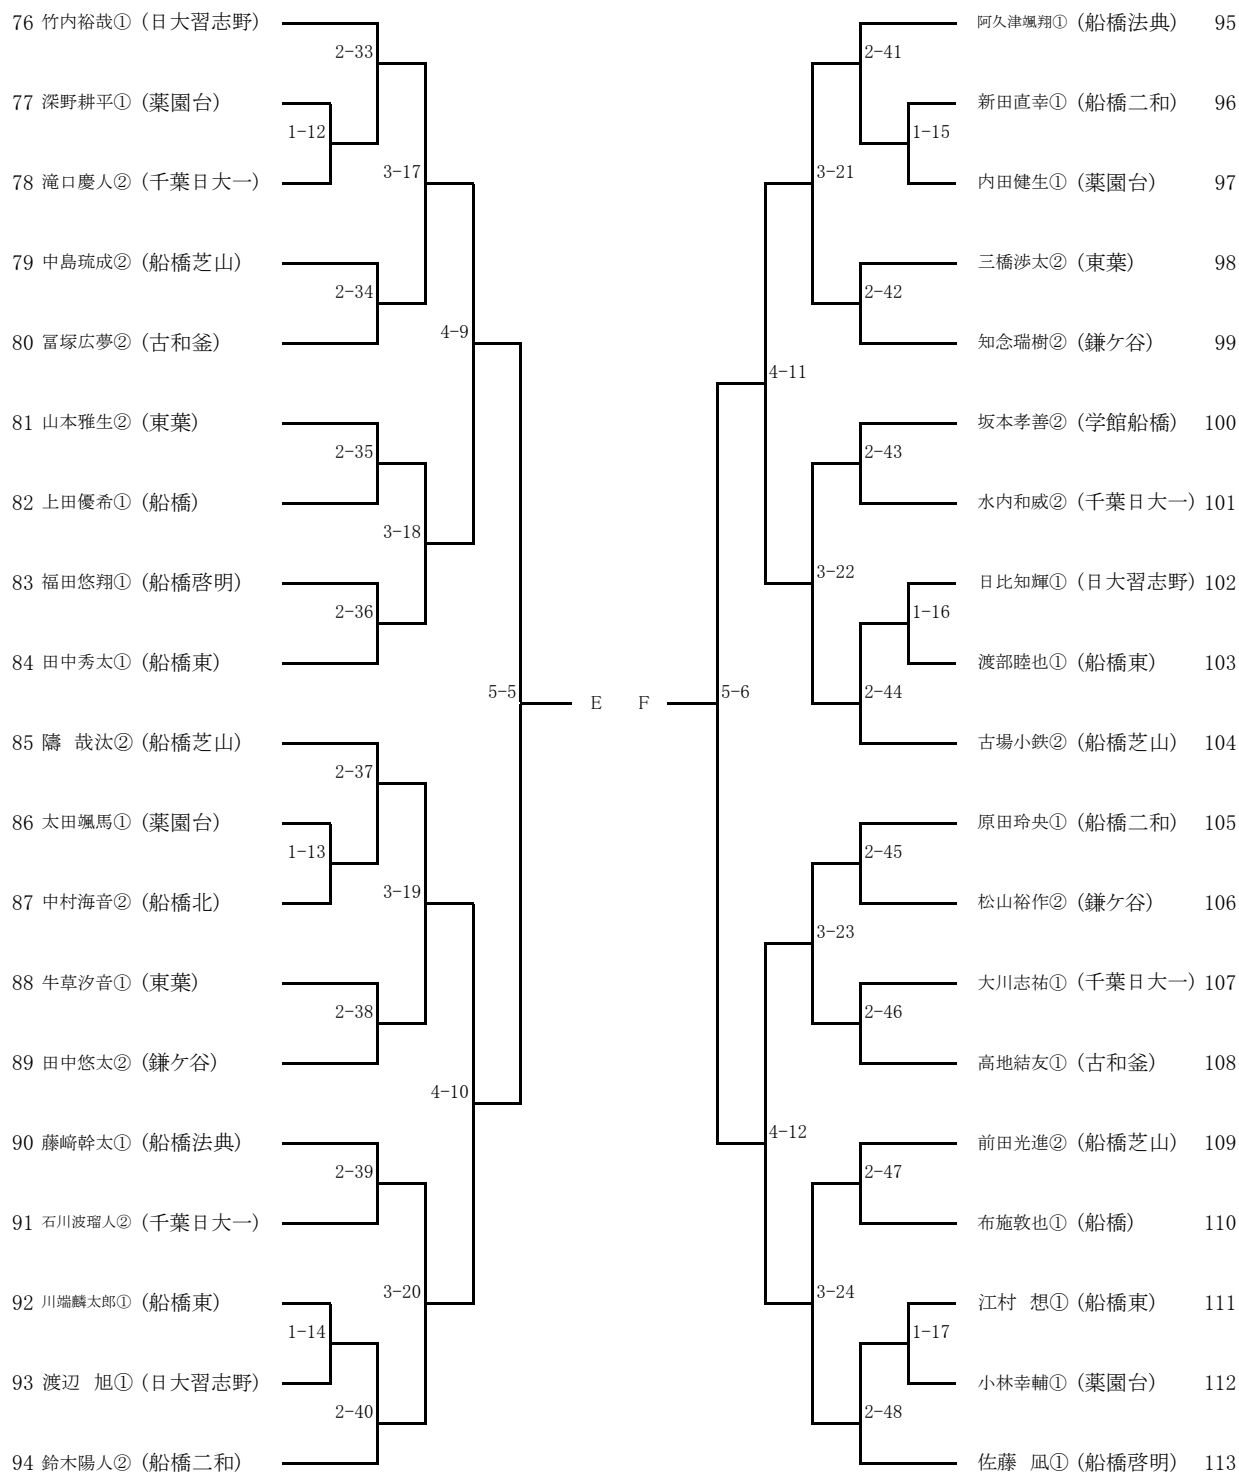 76 竹内裕哉① (日大習志野)
2-33
77 深野耕平① (薬園台)
1-12
78 滝口慶人② (千葉日大一)
3-17
79 中島琉成② (船橋芝山)
2-34
80 冨塚広夢② (古和釜)
4-9
81 山本雅生② (東葉)
2-35
82 上田優希① (船橋)
3-18
83 福田悠翔① (船橋啓明)
2-36
84 田中秀太① (船橋東)
5-5
E
85 隯 哉汰② (船橋芝山)
2-37
86 太田颯馬① (薬園台)
1-13
87 中村海音② (船橋北)
3-19
88 牛草汐音① (東葉)
2-38
89 田中悠太② (鎌ケ谷)
4-10
90 藤﨑幹太① (船橋法典)
2-39
91 石川波瑠人② (千葉日大一)
3-20
92 川端麟太郎① (船橋東)
1-14
93 渡辺 旭① (日大習志野)
2-40
94 鈴木陽人② (船橋二和)
阿久津颯翔① (船橋法典) 95
2-41
新田直幸① (船橋二和) 96
1-15
内田健生① (薬園台) 97
3-21
三橋渉太② (東葉) 98
2-42
知念瑞樹② (鎌ケ谷) 99
4-11
坂本孝善② (学館船橋) 100
2-43
水内和威② (千葉日大一) 101
3-22
日比知輝① (日大習志野) 102
1-16
渡部睦也① (船橋東) 103
2-44
F
5-6
古場小鉄② (船橋芝山) 104
原田玲央① (船橋二和) 105
2-45
松山裕作② (鎌ケ谷) 106
3-23
大川志祐① (千葉日大一) 107
2-46
高地結友① (古和釜) 108
4-12
前田光進② (船橋芝山) 109
2-47
布施敦也① (船橋) 110
3-24
江村 想① (船橋東) 111
1-17
小林幸輔① (薬園台) 112
2-48
佐藤 凪① (船橋啓明) 113